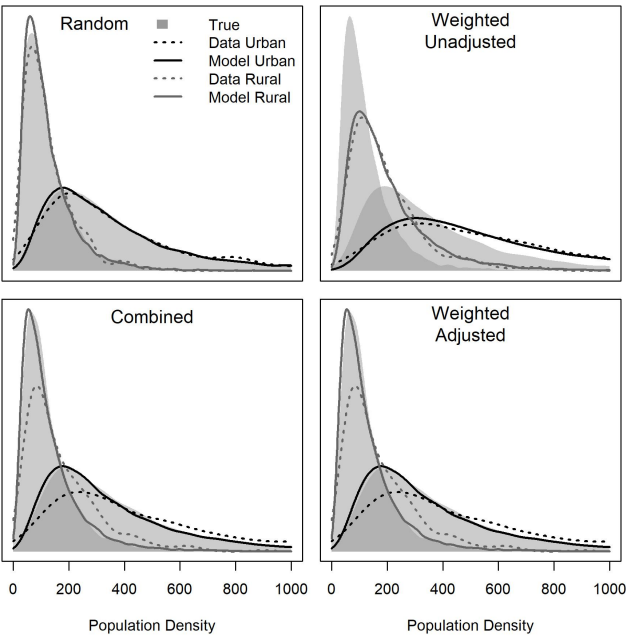 Random
True
Data Urban
Model Urban
Data Rural
Model Rural
Weighted
Unadjusted
Combined
Weighted
Adjusted
0 200 400 600 800 1000
0 200 400 600 800 1000
Population Density
Population Density